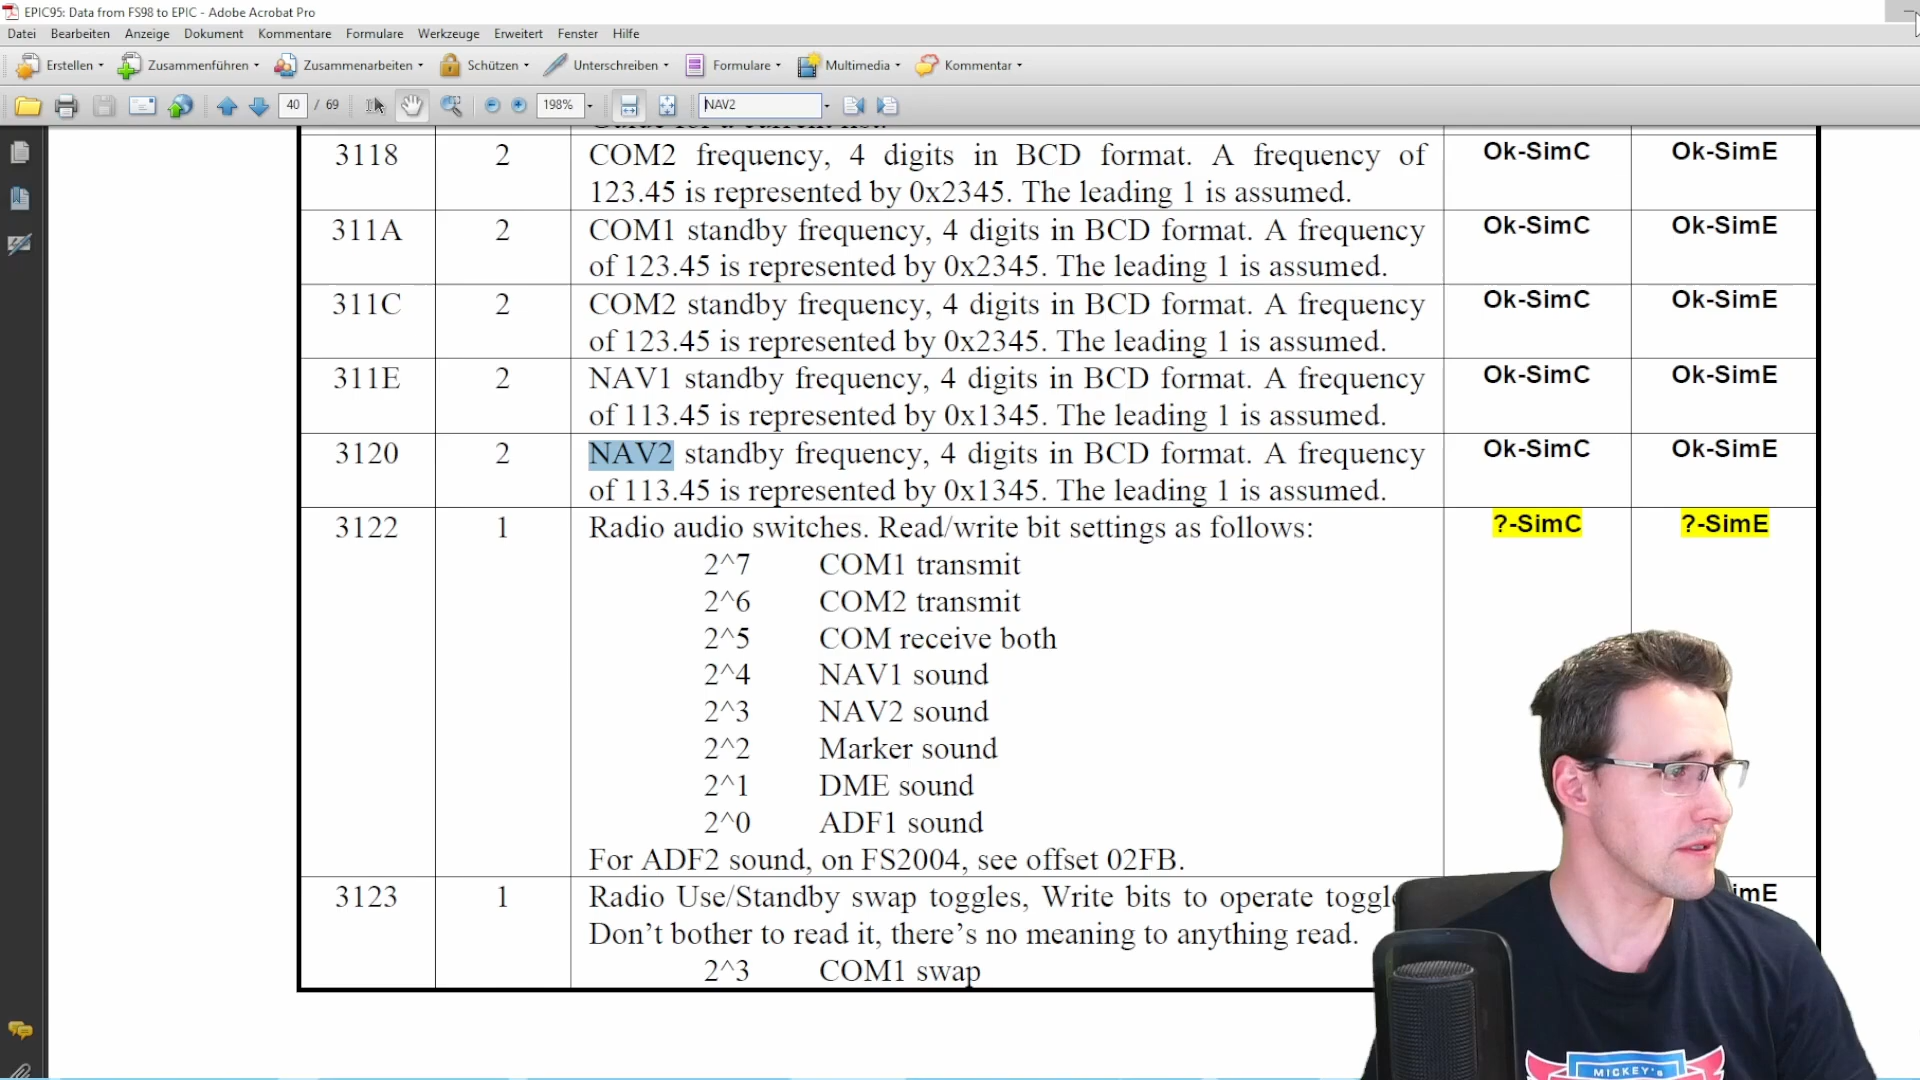 EPIC95: Data from FS98 to EPIC - Adobe Acrobat Pro
Datei Bearbeiten Anzeige Dokument Kommentare Formulare Werkzeuge Erweitert Fenster Hilfe
Erstellen Zusammenführen Zusammenarbeiten Schützen Unterschreiben Formulare Multimedia Kommentar
40 / 69 198% NAV2
3118 2 COM2 frequency, 4 digits in BCD format. A frequency of Ok-SimC Ok-SimE
123.45 is represented by 0x2345. The leading 1 is assumed.
311A 2 COM1 standby frequency, 4 digits in BCD format. A frequency Ok-SimC Ok-SimE
of 123.45 is represented by 0x2345. The leading 1 is assumed.
311C 2 COM2 standby frequency, 4 digits in BCD format. A frequency Ok-SimC Ok-SimE
of 123.45 is represented by 0x2345. The leading 1 is assumed.
311E 2 NAV1 standby frequency, 4 digits in BCD format. A frequency Ok-SimC Ok-SimE
of 113.45 is represented by 0x1345. The leading 1 is assumed.
3120 2 NAV2 standby frequency, 4 digits in BCD format. A frequency Ok-SimC Ok-SimE
of 113.45 is represented by 0x1345. The leading 1 is assumed.
3122 1 Radio audio switches. Read/write bit settings as follows: ?-SimC ?-SimE
2^7 COM1 transmit
2^6 COM2 transmit
2^5 COM receive both
2^4 NAV1 sound
2^3 NAV2 sound
2^2 Marker sound
2^1 DME sound
2^0 ADF1 sound
For ADF2 sound, on FS2004, see offset 02FB.
3123 1 Radio Use/Standby swap toggles, Write bits to operate toggle
Don't bother to read it, there's no meaning to anything read.
2^3 COM1 swap
MICKEY's